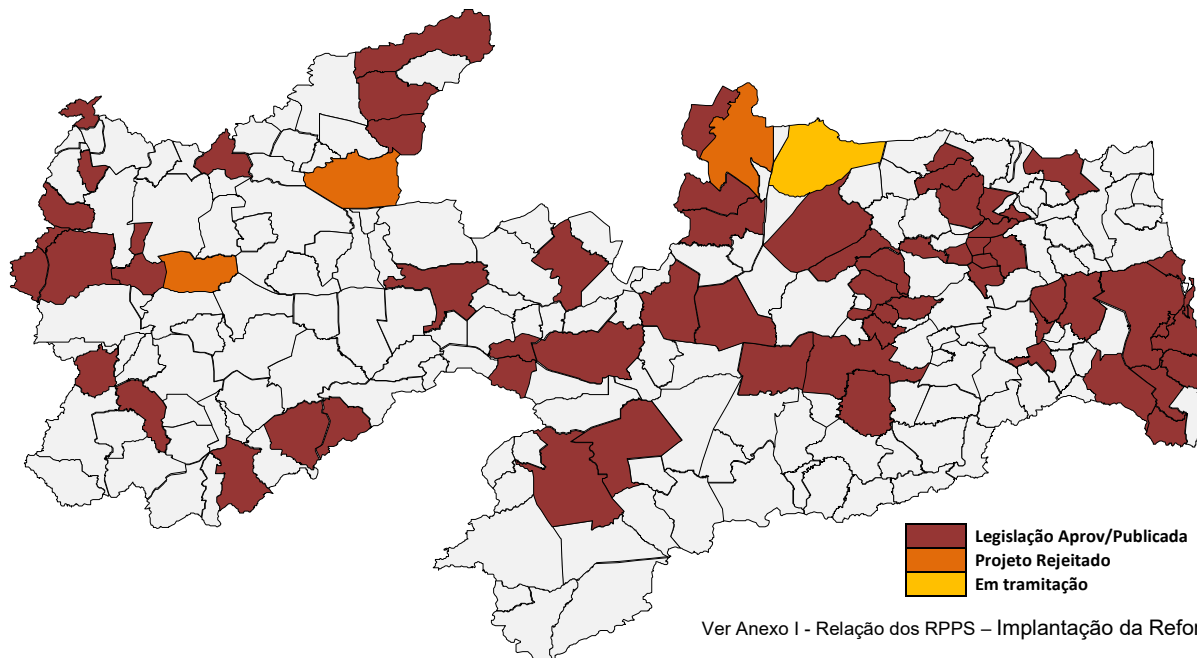 Legislação Aprov/Publicada
Projeto Rejeitado
Em tramitação
Ver Anexo I - Relação dos RPPS – Implantação da Refor